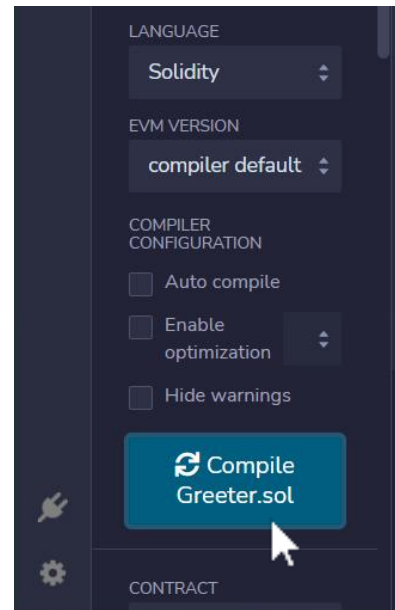 LANGUAGE
Solidity
EVM VERSION
compiler default
COMPILER
CONFIGURATION
Auto compile
Enable
optimization
Hide warnings
Compile
Greeter.sol
CONTRACT